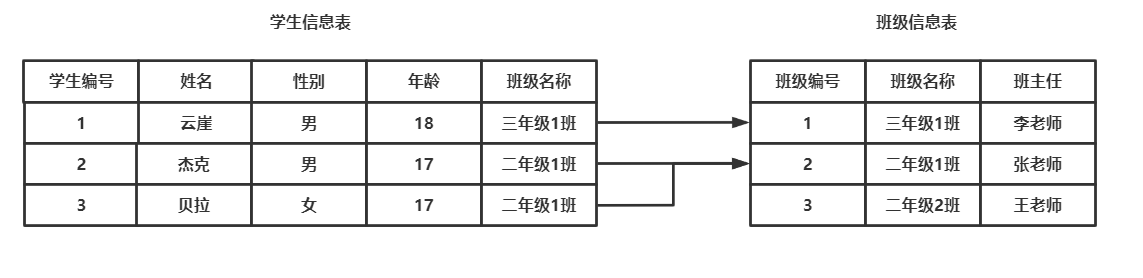 学生信息表 班级信息表
学生编号 姓名 性别 年龄 班级名称 班级编号 班级名称 班主任
1 云崖 男 18 三年级1班 1 三年级1班 李老师
2 杰克 男 17 二年级1班 2 二年级1班 张老师
3 贝拉 女 17 二年级1班 3 二年级2班 王老师